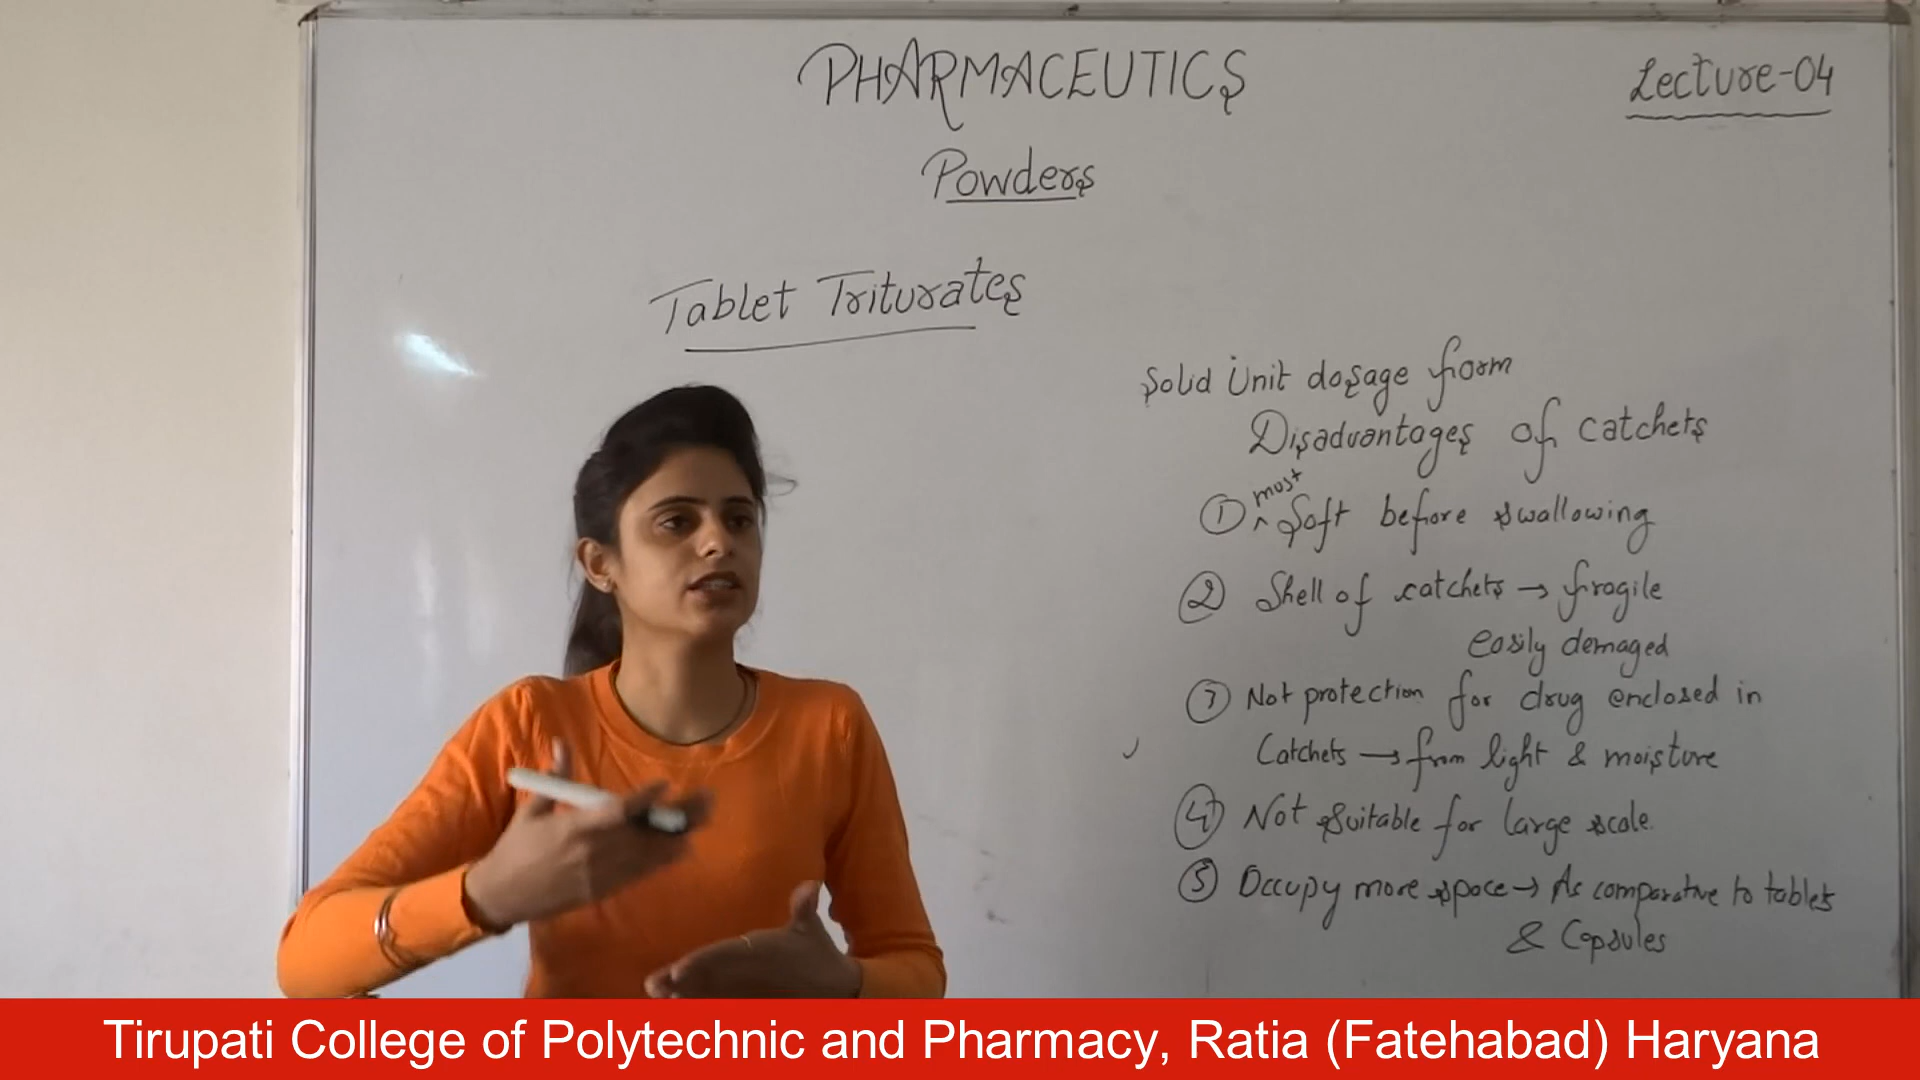 PHARMACEUTICS
Lecture-04
Powders
Tablet Triturates
Solid Unit dosage form
Disadvantages of catchets
① most Soft before swallowing
② Shell of catchets → fragile
easily demaged
③ Not protection for drug enclosed in
Catchets → from light & moisture
④ Not suitable for large scale.
⑤ Occupy more space → As comparative to tablets
& Capsules
Tirupati College of Polytechnic and Pharmacy, Ratia (Fatehabad) Haryana